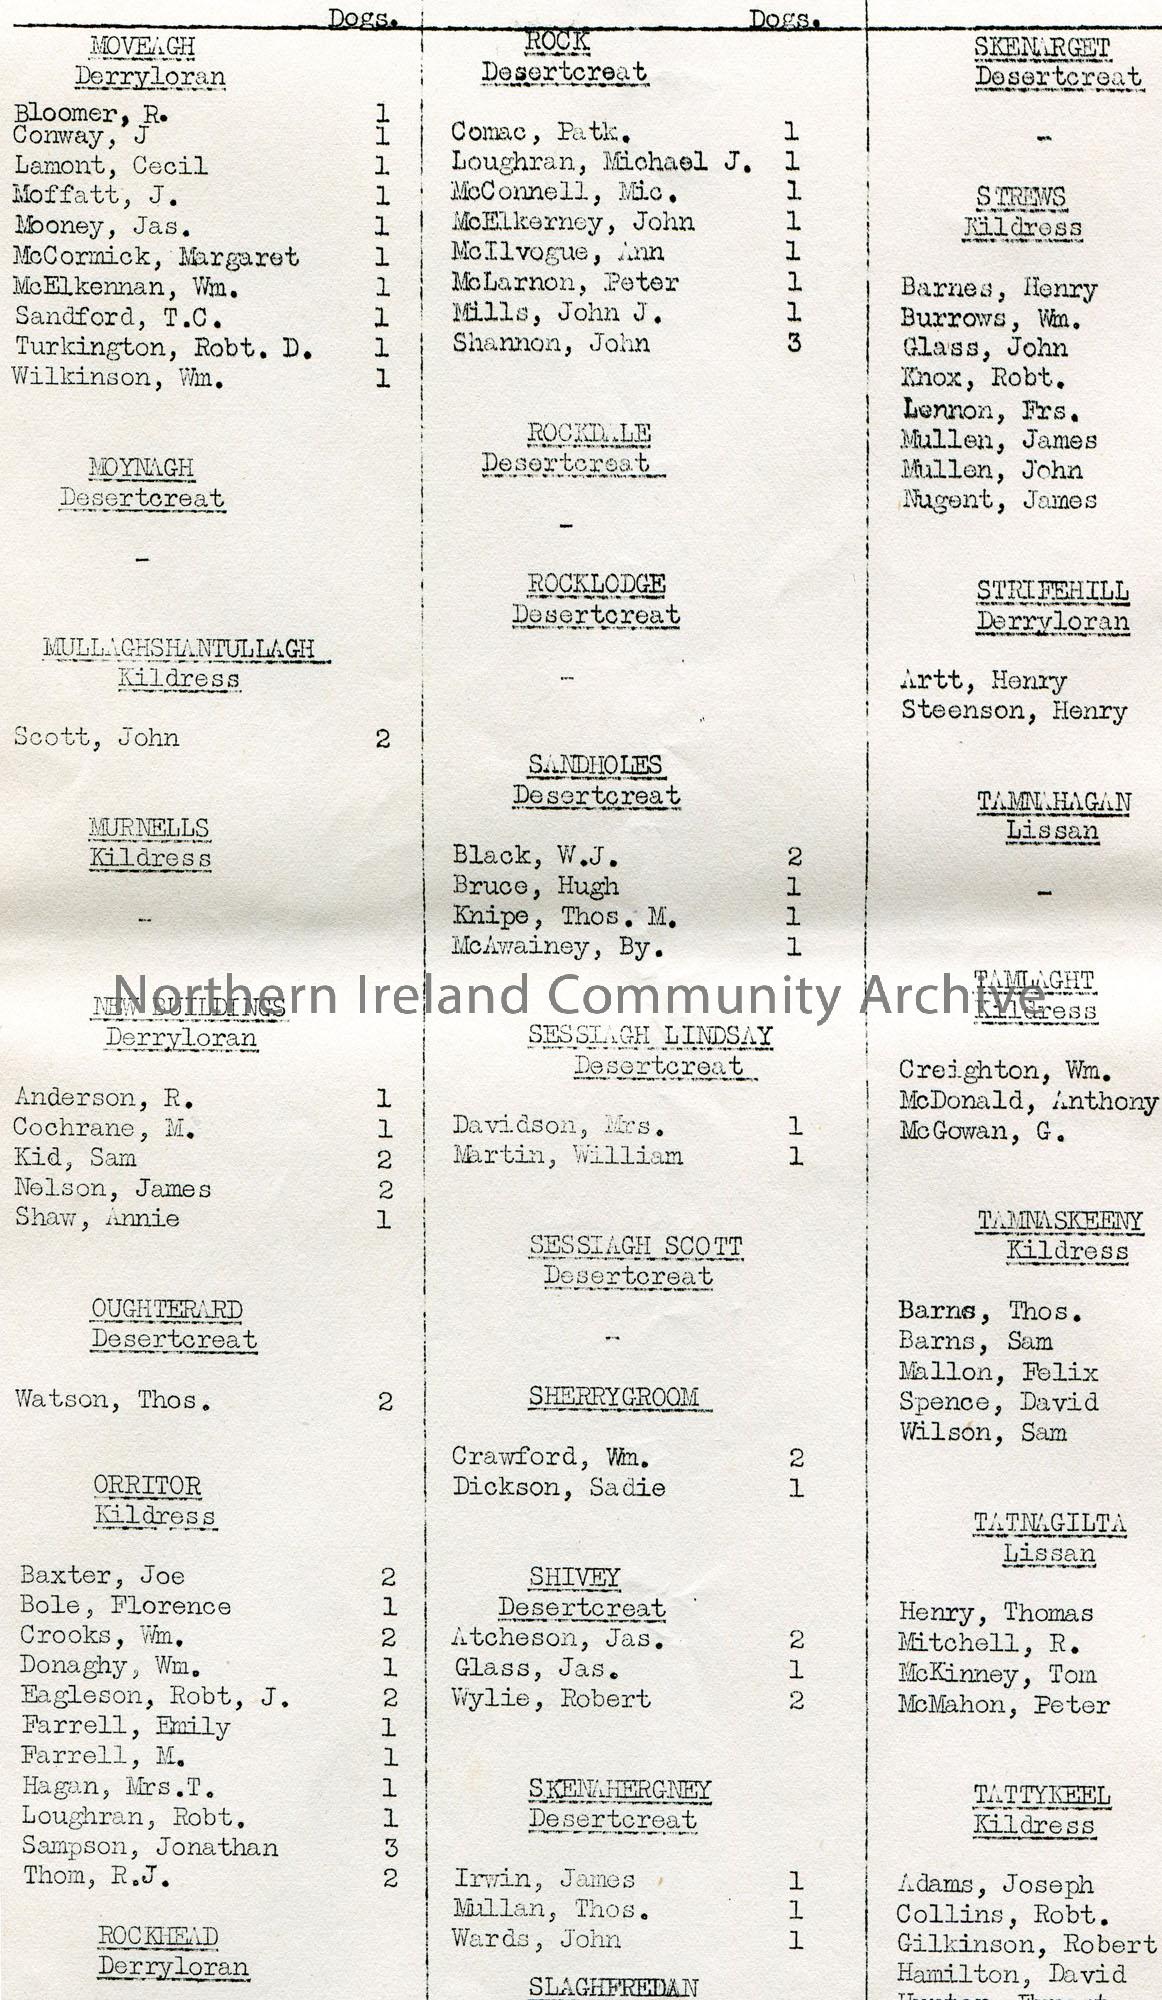 Dogs.
MOVEAGH
Derryloran
Bloomer, R. 1
Conway, J 1
Lamont, Cecil 1
Moffatt, J. 1
Mooney, Jas. 1
McCormick, Margaret 1
McElkennan, Wm. 1
Sandford, T.C. 1
Turkington, Robt. D. 1
Wilkinson, Wm. 1
MOYNAGH
Desertcreat
-
MULLAGHSHANTULLAGH
Kildress
Scott, John 2
MURNELLS
Kildress
-
NEW BUILDINGS
Derryloran
Anderson, R. 1
Cochrane, M. 1
Kid, Sam 2
Nelson, James 2
Shaw, Annie 1
OUGHTERARD
Desertcreat
Watson, Thos. 2
ORRITOR
Kildress
Baxter, Joe 2
Bole, Florence 1
Crooks, Wm. 2
Donaghy, Wm. 1
Eagleson, Robt, J. 2
Farrell, Emily 1
Farrell, M. 1
Hagan, Mrs.T. 1
Loughran, Robt. 1
Sampson, Jonathan 3
Thom, R.J. 2
ROCKHEAD
Derryloran
Dogs.
ROCK
Desertcreat
Comac, Patk. 1
Loughran, Michael J. 1
McConnell, Mic. 1
McElkerney, John 1
McIlvogue, Ann 1
McLarnon, Peter 1
Mills, John J. 1
Shannon, John 3
ROCKDALE
Desertcreat
-
ROCKLODGE
Desertcreat
-
SANDHOLES
Desertcreat
Black, W.J. 2
Bruce, Hugh 1
Knipe, Thos. M. 1
McAwainey, By. 1
SESSIAGH LINDSAY
Desertcreat
Davidson, Mrs. 1
Martin, William 1
SESSIAGH SCOTT
Desertcreat
-
SHERRYGROOM
Crawford, Wm. 2
Dickson, Sadie 1
SHIVEY
Desertcreat
Atcheson, Jas. 2
Glass, Jas. 1
Wylie, Robert 2
SKENAHERGNEY
Desertcreat
Irwin, James 1
Mullan, Thos. 1
Wards, John 1
SLAGHFREDAN
SKENARGET
Desertcreat
-
STREWS
Kildress
Barnes, Henry
Burrows, Wm.
Glass, John
Knox, Robt.
Lennon, Frs.
Mullen, James
Mullen, John
Nugent, James
STRIFEHILL
Derryloran
Artt, Henry
Steenson, Henry
TAMNAHAGAN
Lissan
-
TAMLAGHT
Kildress
Creighton, Wm.
McDonald, Anthony
McGowan, G.
TAMNASKEENY
Kildress
Barns, Thos.
Barns, Sam
Mallon, Felix
Spence, David
Wilson, Sam
TATNAGILTA
Lissan
Henry, Thomas
Mitchell, R.
McKinney, Tom
McMahon, Peter
TATTYKEEL
Kildress
Adams, Joseph
Collins, Robt.
Gilkinson, Robert
Hamilton, David
Northern Ireland Community Archive